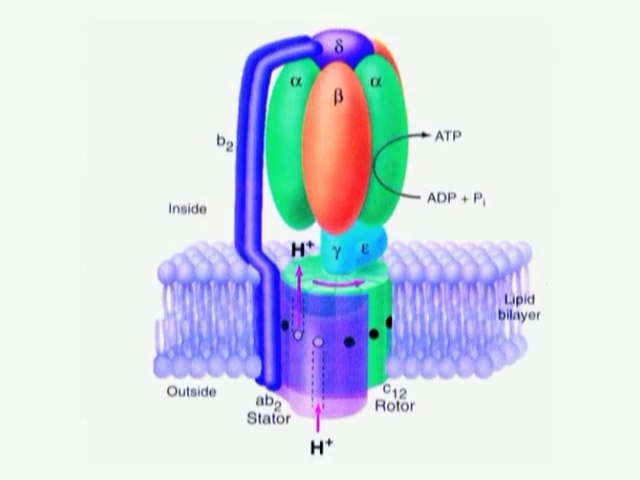 δ
α
α
β
b2
ATP
ADP + Pi
Inside
H+
γ
ε
Lipid
bilayer
Outside
ab2
Stator
c12
Rotor
H+